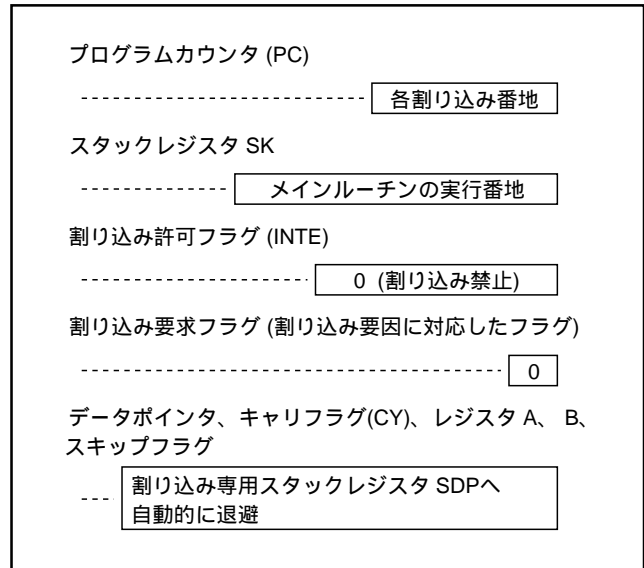 プログラムカウンタ (PC)
各割り込み番地
スタックレジスタ SK
メインルーチンの実行番地
割り込み許可フラグ (INTE)
0 (割り込み禁止)
割り込み要求フラグ (割り込み要因に対応したフラグ)
0
データポインタ、キャリフラグ(CY)、レジスタ A、 B、
スキップフラグ
割り込み専用スタックレジスタ SDPへ
自動的に退避